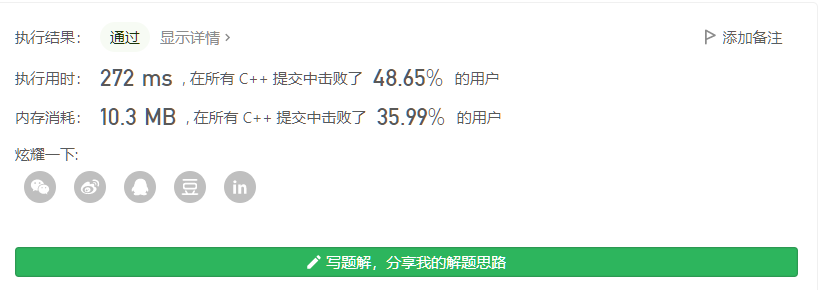 执行结果： 通过 显示详情 › 添加备注
执行用时： 272 ms , 在所有 C++ 提交中击败了 48.65% 的用户
内存消耗： 10.3 MB , 在所有 C++ 提交中击败了 35.99% 的用户
炫耀一下:
豆 in
写题解，分享我的解题思路